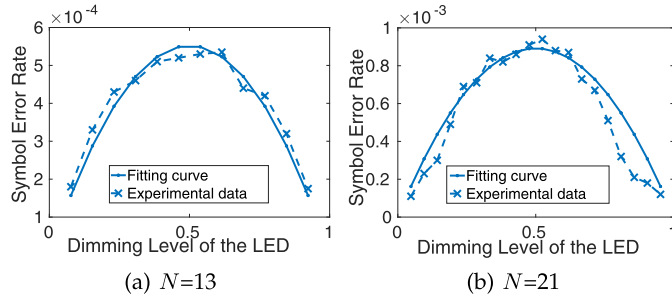 ×10⁻⁴
6
5
4
3
2
1
Symbol Error Rate
Fitting curve
Experimental data
0 0.5 1
Dimming Level of the LED
(a) N=13
×10⁻³
1
0.8
0.6
0.4
0.2
0
Symbol Error Rate
Fitting curve
Experimental data
0 0.5 1
Dimming Level of the LED
(b) N=21